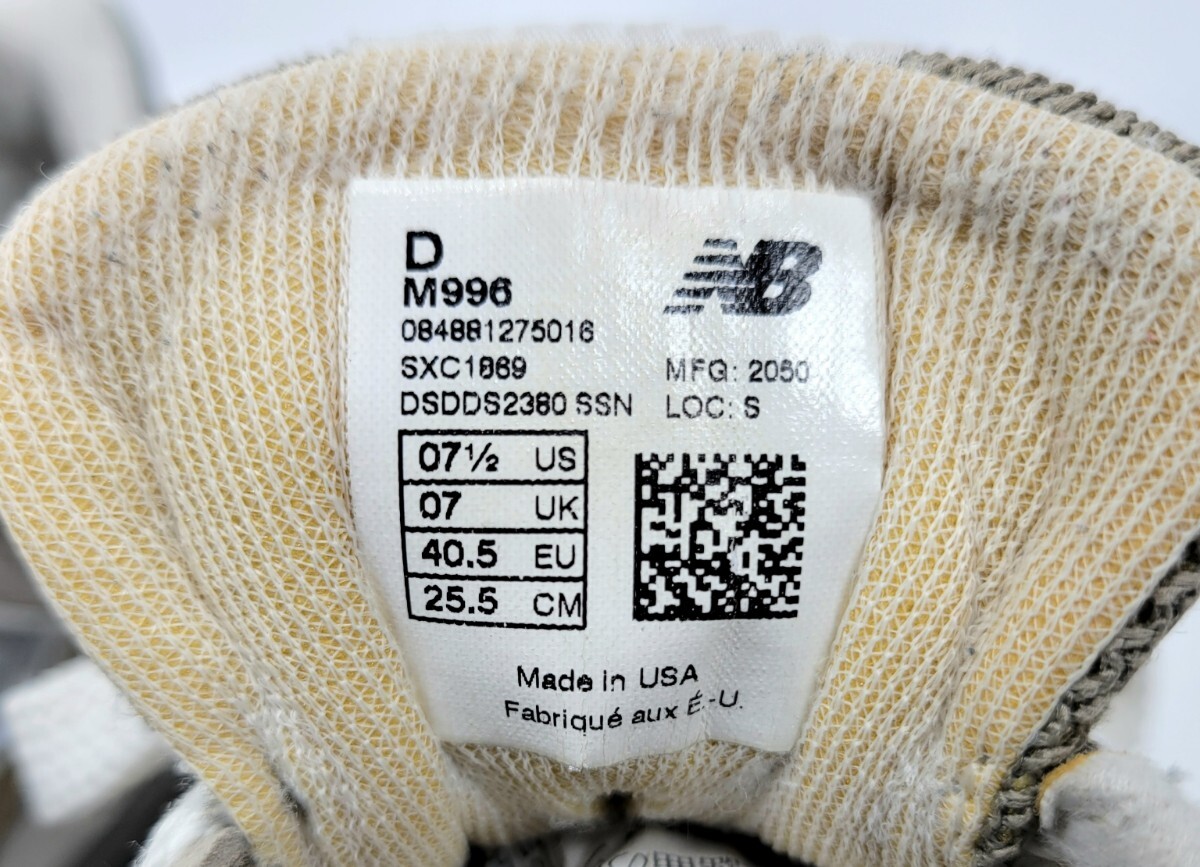 D
NB
M996
084881275016
SXC1869
MFG: 2060
DSDDS2380 SSN
LOC: S
07½ US
07 UK
40.5 EU
25.5 CM
Made in USA
Fabriqué aux É.-U.